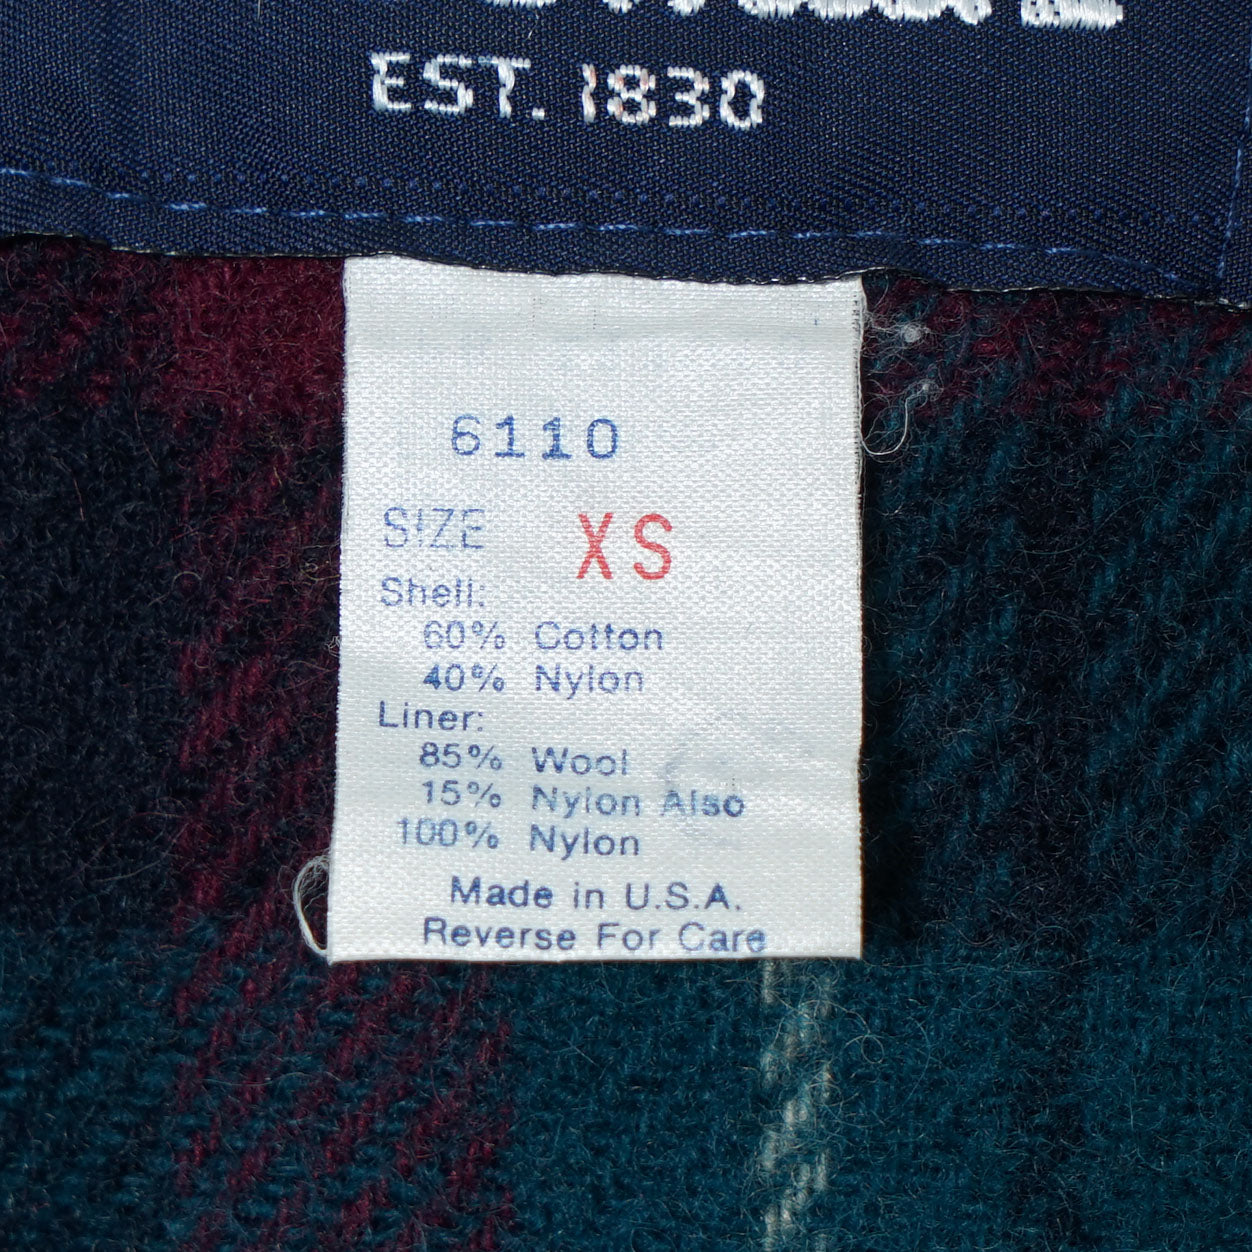 EST. 1830
6110
SIZE XS
Shell:
60% Cotton
40% Nylon
Liner:
85% Wool
15% Nylon Also
100% Nylon
Made in U.S.A.
Reverse For Care